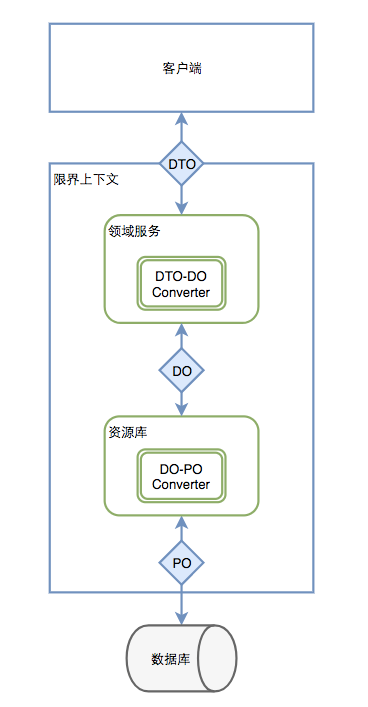 客户端
DTO
限界上下文
领域服务
DTO-DO
Converter
DO
资源库
DO-PO
Converter
PO
数据库